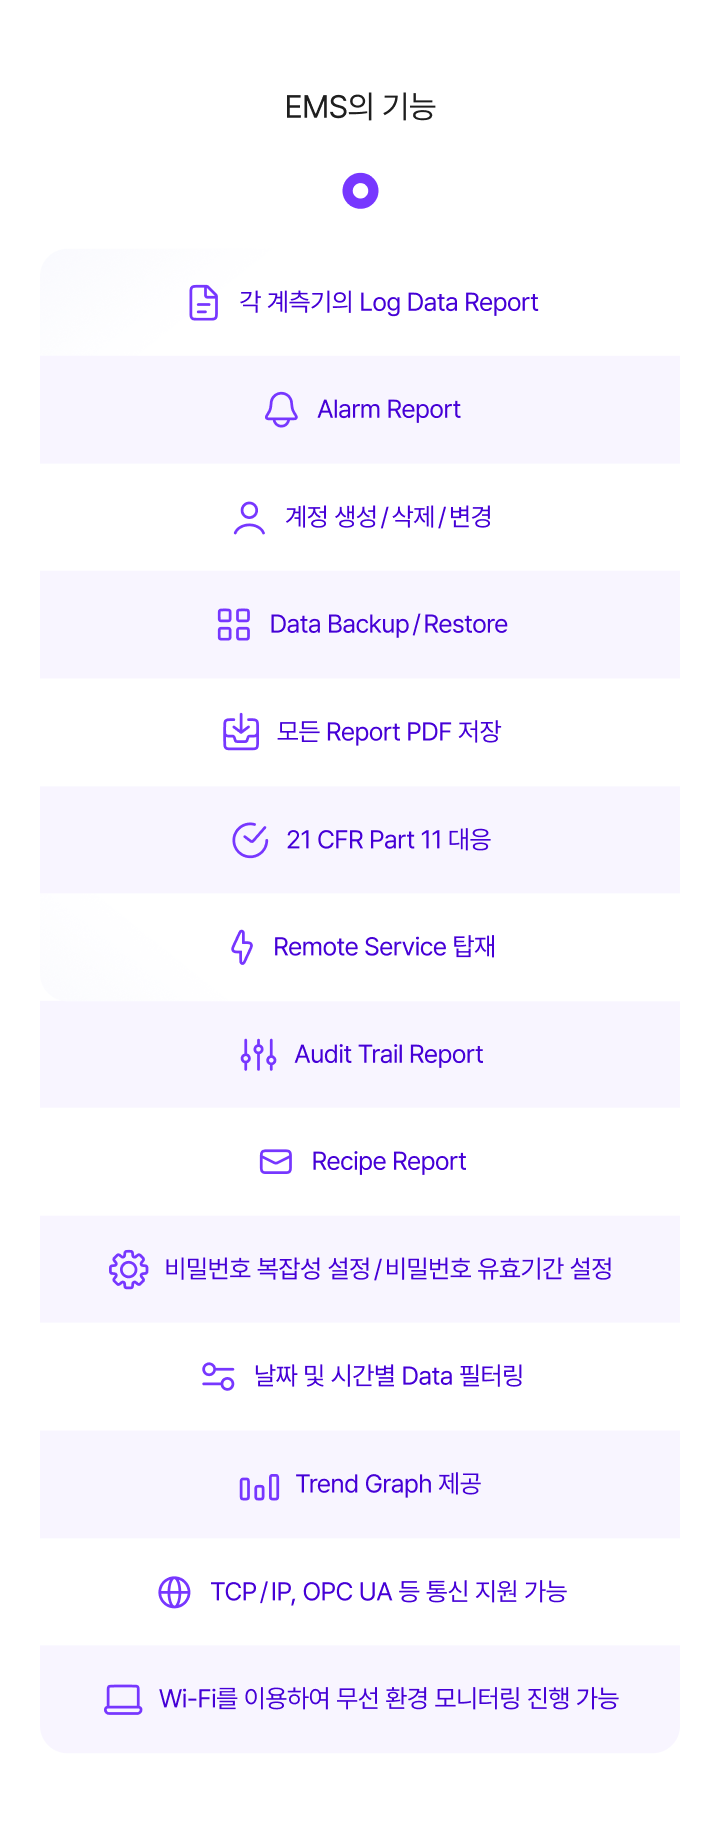 EMS의 기능
각 계측기의 Log Data Report
Alarm Report
계정 생성/삭제/변경
Data Backup/Restore
모든 Report PDF 저장
21 CFR Part 11 대응
Remote Service 탑재
Audit Trail Report
Recipe Report
비밀번호 복잡성 설정/비밀번호 유효기간 설정
날짜 및 시간별 Data 필터링
Trend Graph 제공
TCP/IP, OPC UA 등 통신 지원 가능
Wi-Fi를 이용하여 무선 환경 모니터링 진행 가능